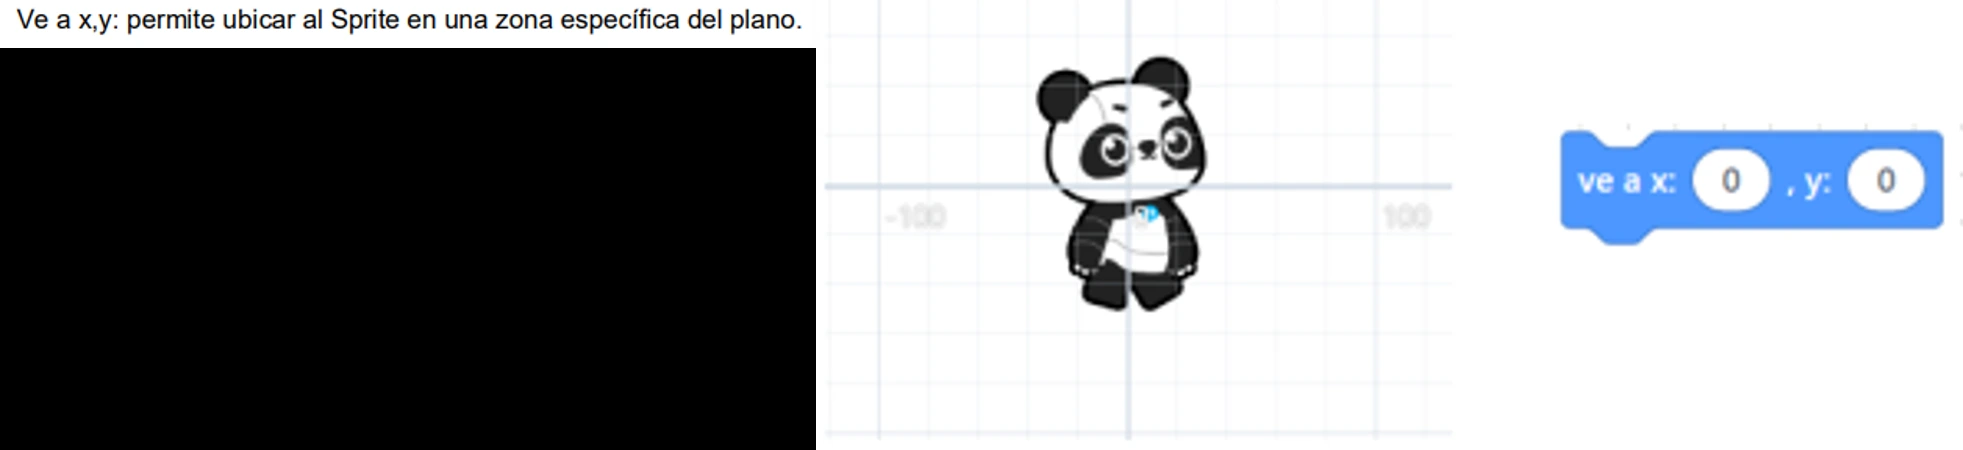 Ve a x,y: permite ubicar al Sprite en una zona específica del plano.
-100
100
ve a x: 0 , y: 0